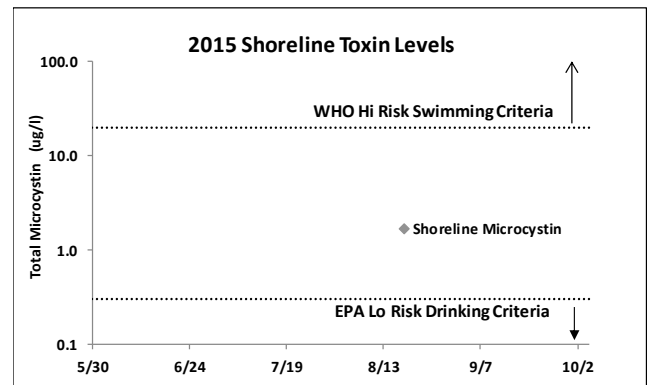 2015 Shoreline Toxin Levels
Total Microcystin (ug/l)
100.0
10.0
1.0
0.1
WHO Hi Risk Swimming Criteria
Shoreline Microcystin
EPA Lo Risk Drinking Criteria
5/30 6/24 7/19 8/13 9/7 10/2